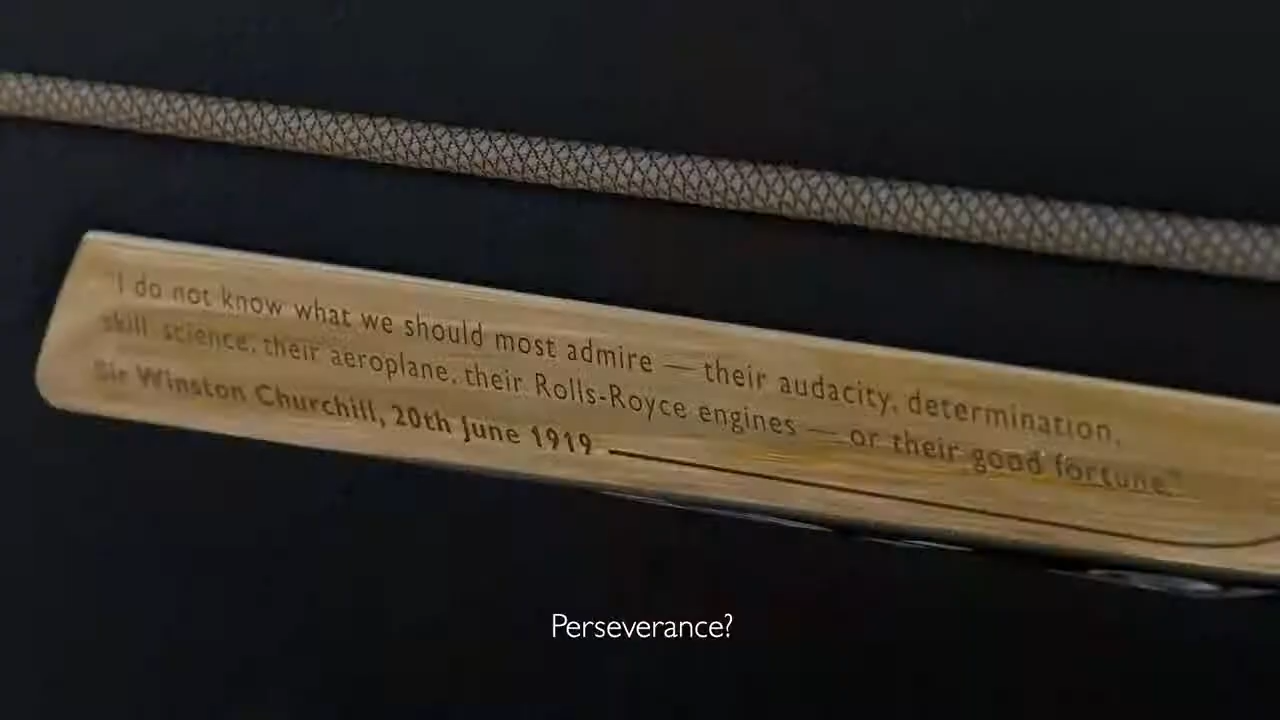 "I do not know what we should most admire — their audacity, determination,
skill, science, their aeroplane, their Rolls-Royce engines — or their good fortune."
Sir Winston Churchill, 20th June 1919
Perseverance?